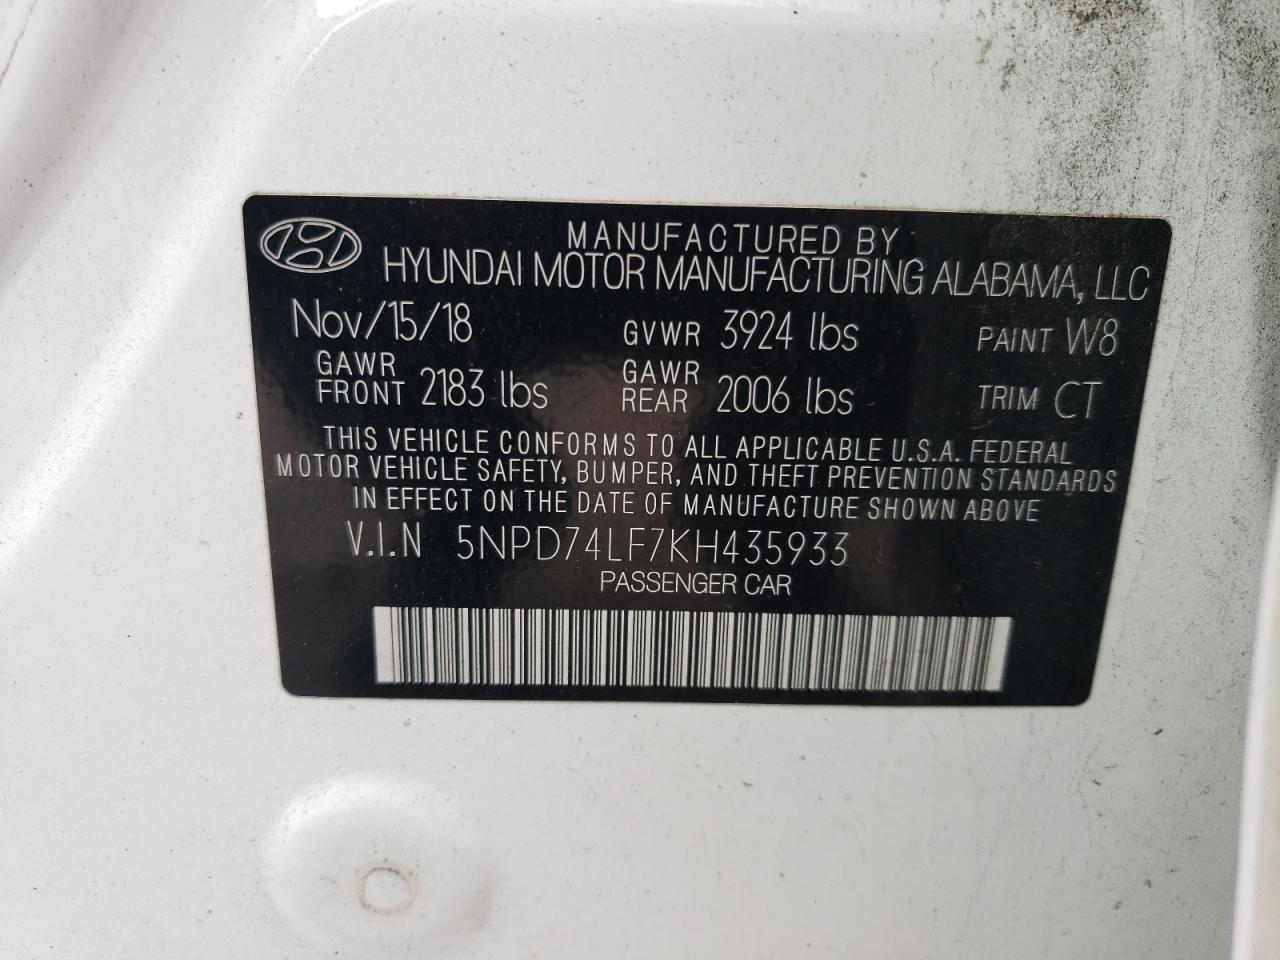 MANUFACTURED BY
HYUNDAI MOTOR MANUFACTURING ALABAMA, LLC
Nov/15/18 GVWR 3924 lbs PAINT W8
GAWR FRONT 2183 lbs GAWR REAR 2006 lbs TRIM CT
THIS VEHICLE CONFORMS TO ALL APPLICABLE U.S.A. FEDERAL
MOTOR VEHICLE SAFETY, BUMPER, AND THEFT PREVENTION STANDARDS
IN EFFECT ON THE DATE OF MANUFACTURE SHOWN ABOVE
V.I.N 5NPD74LF7KH435933
PASSENGER CAR